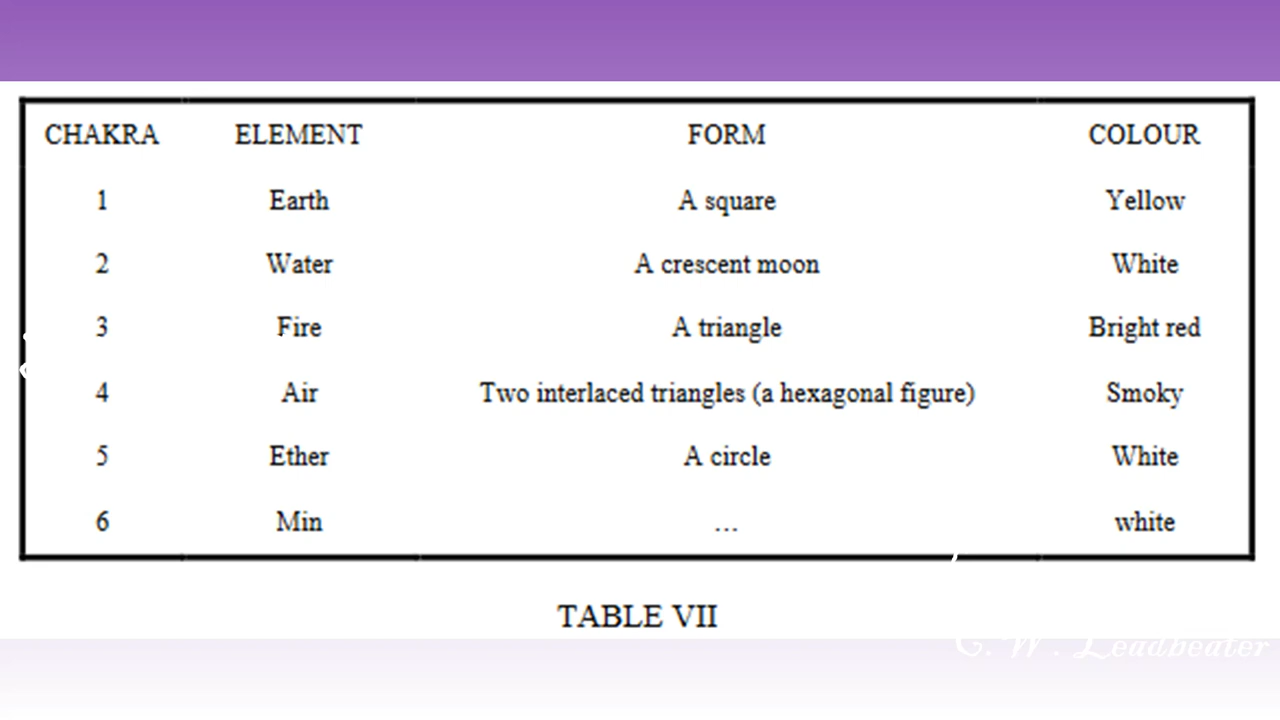 CHAKRA ELEMENT FORM COLOUR
1 Earth A square Yellow
2 Water A crescent moon White
3 Fire A triangle Bright red
4 Air Two interlaced triangles (a hexagonal figure) Smoky
5 Ether A circle White
6 Min ... white
TABLE VII
C. W. Leadbeater